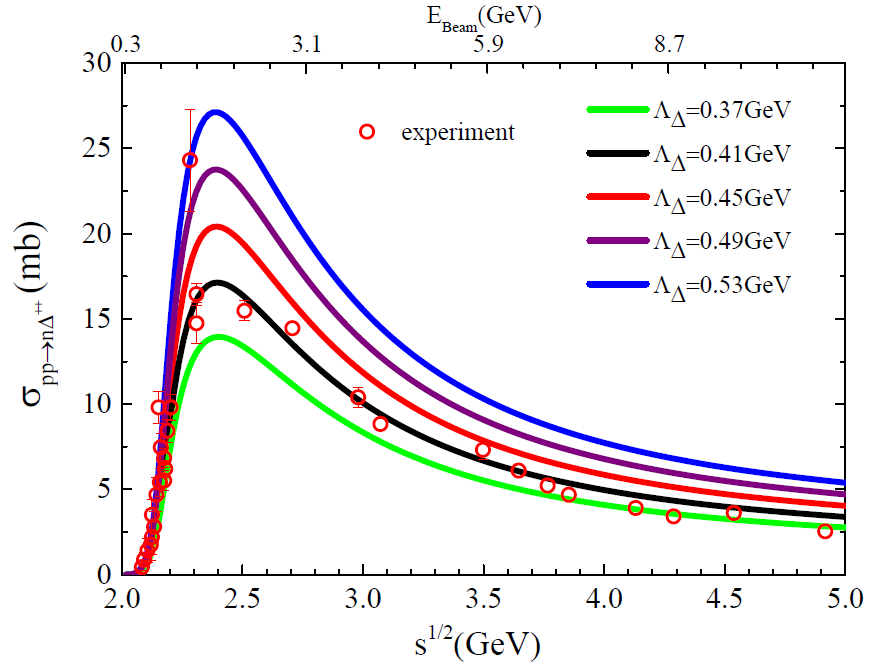 E_Beam(GeV)
0.3 3.1 5.9 8.7
30
25
20
15
10
5
0
σ_pp→nΔ⁺⁺ (mb)
experiment
Λ_Δ=0.37GeV
Λ_Δ=0.41GeV
Λ_Δ=0.45GeV
Λ_Δ=0.49GeV
Λ_Δ=0.53GeV
2.0 2.5 3.0 3.5 4.0 4.5 5.0
s^1/2(GeV)